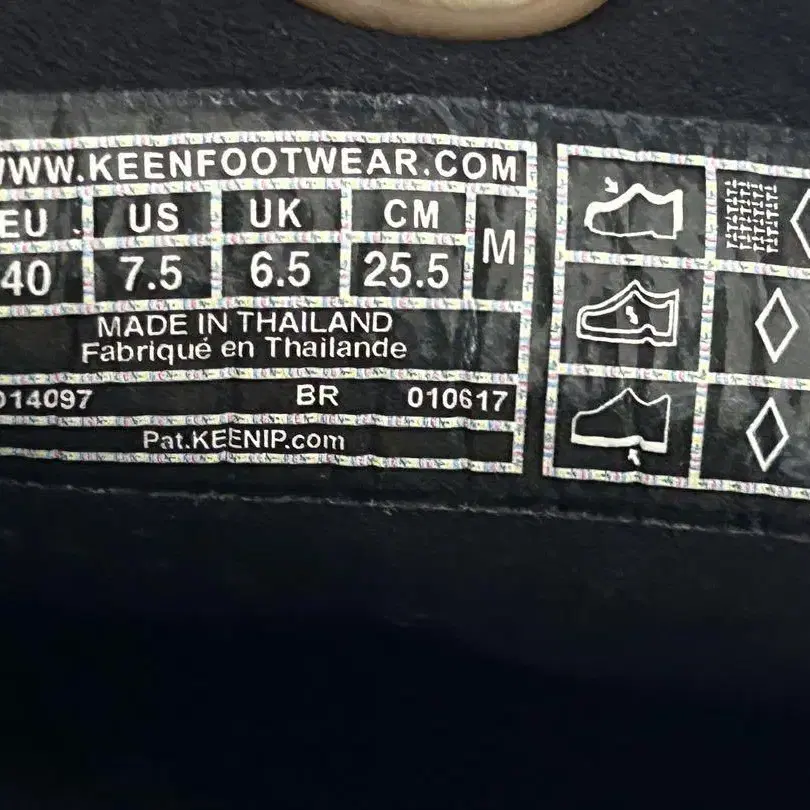 WWW.KEENFOOTWEAR.COM
EU US UK CM M
40 7.5 6.5 25.5
MADE IN THAILAND
Fabriqué en Thailande
014097 BR 010617
Pat.KEENIP.com